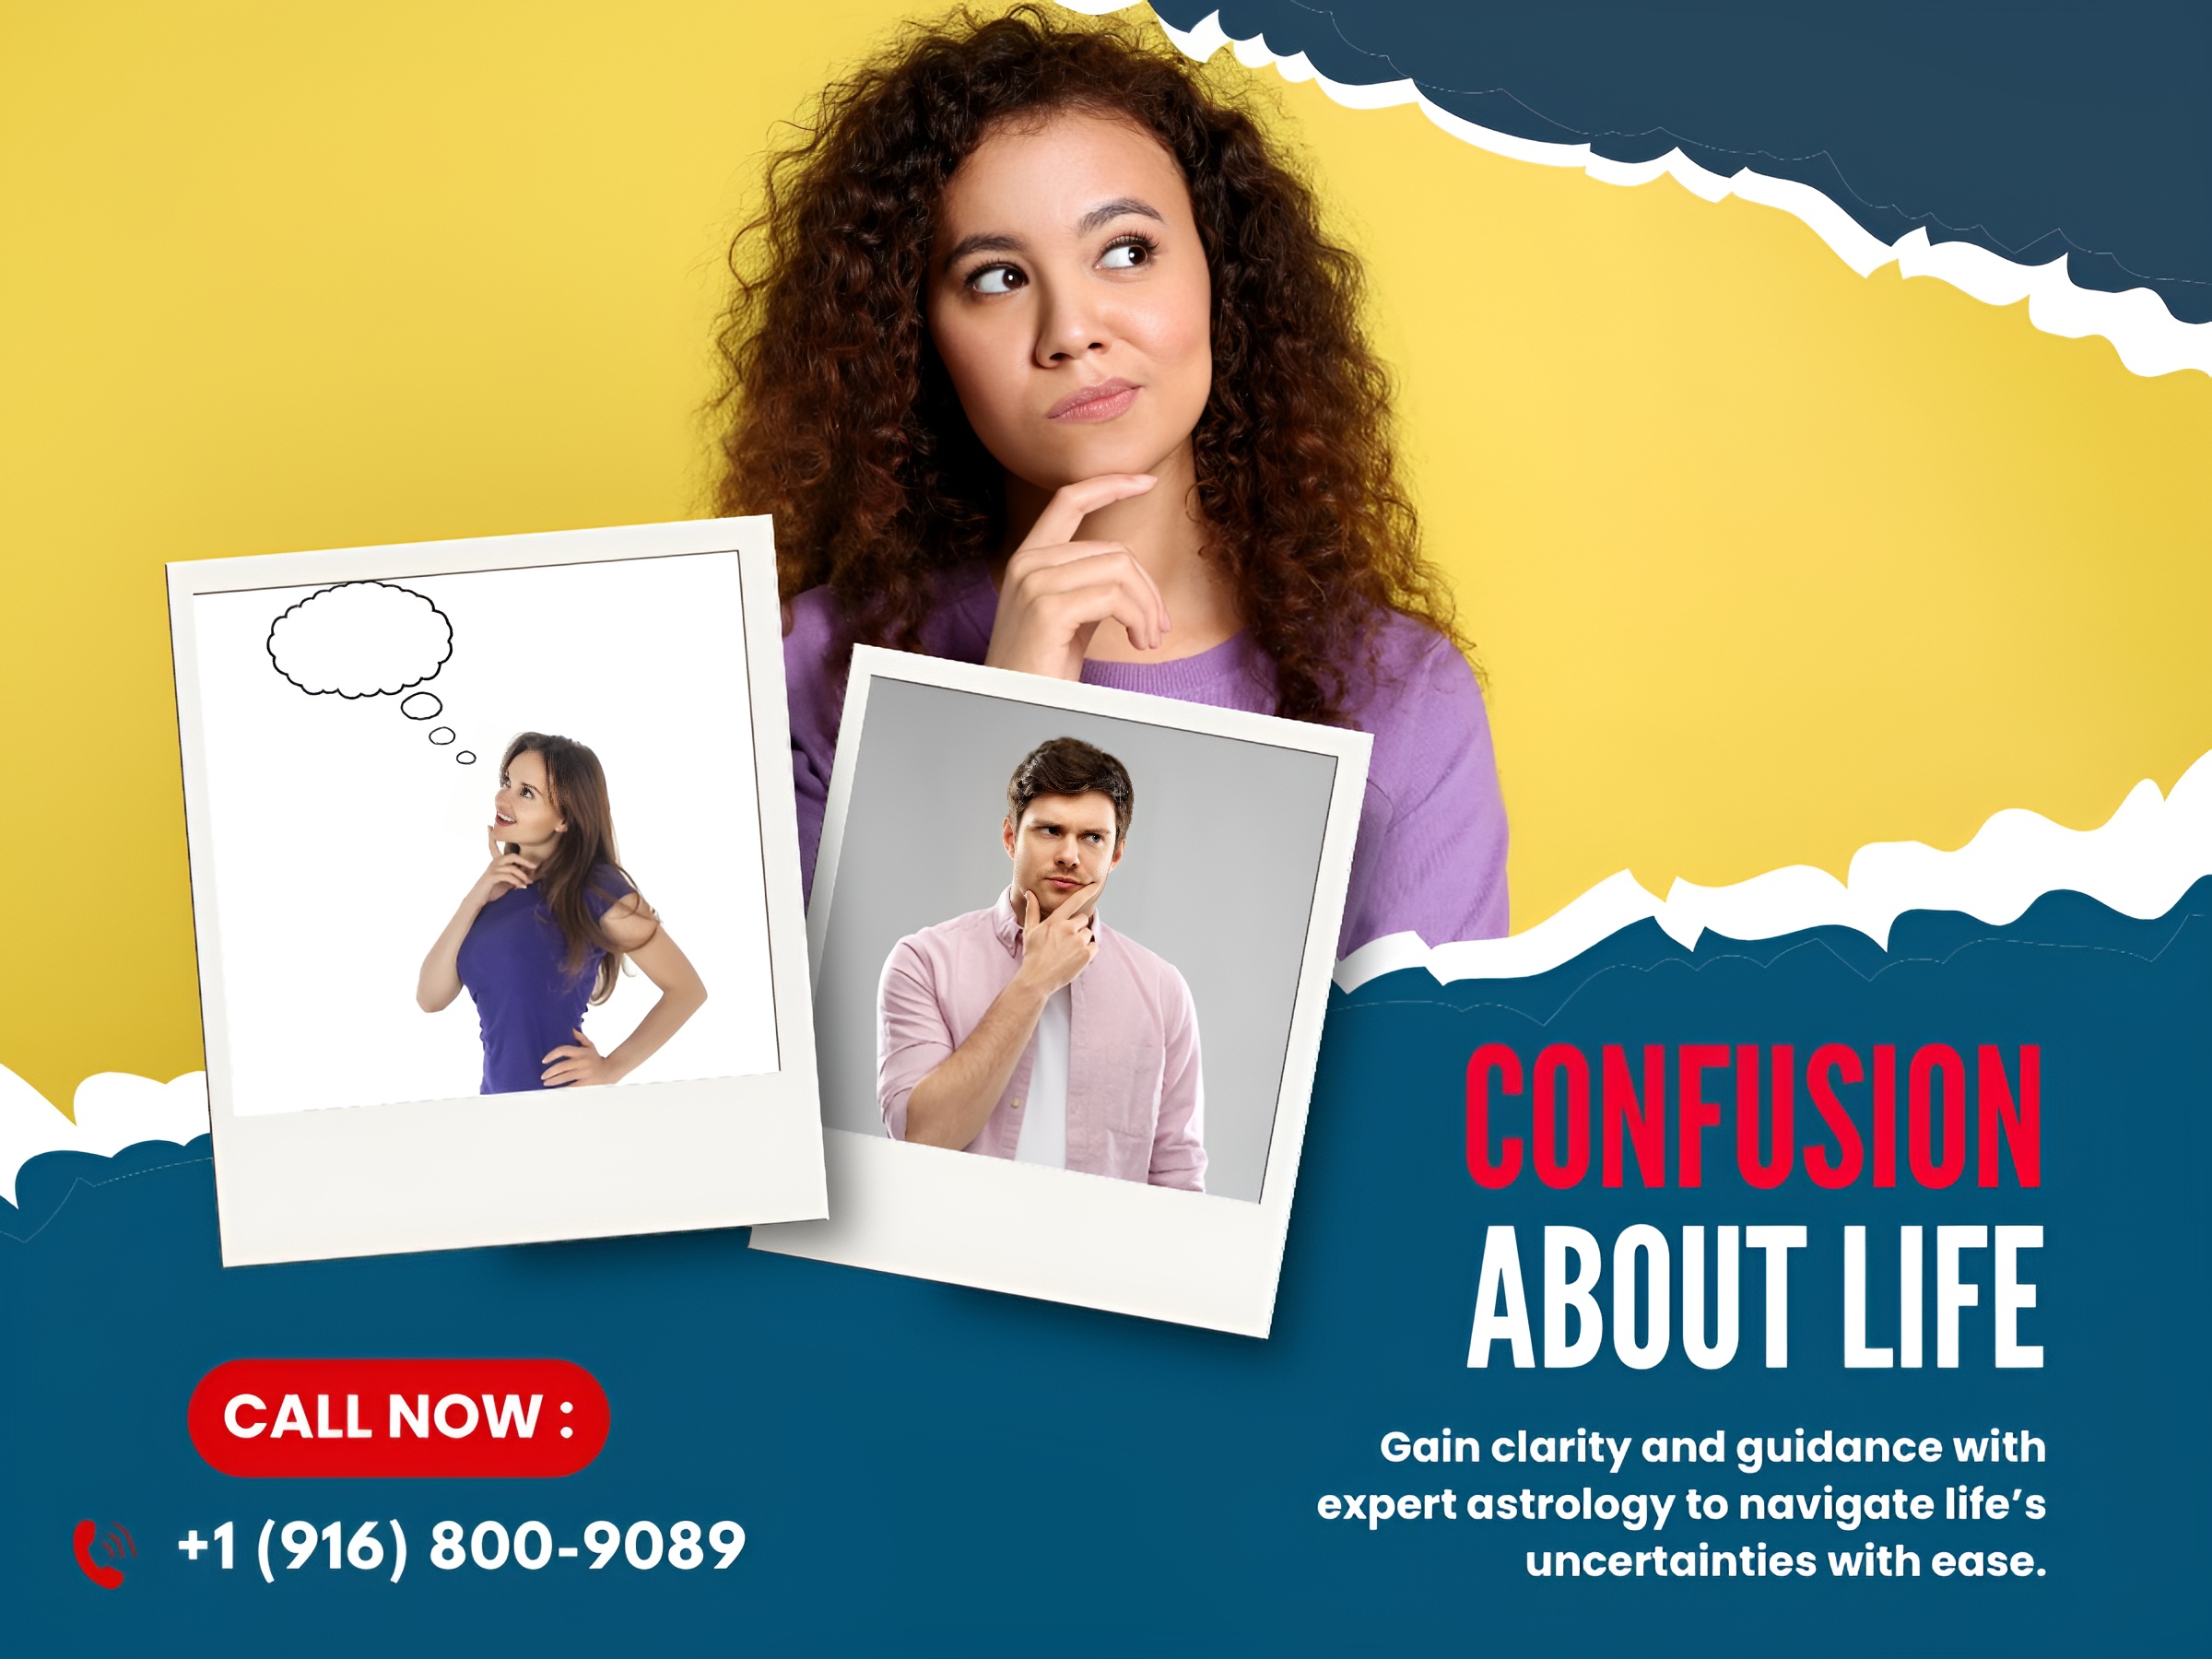 CONFUSION
ABOUT LIFE
Gain clarity and guidance with
expert astrology to navigate life’s
uncertainties with ease.
CALL NOW :
+1 (916) 800-9089